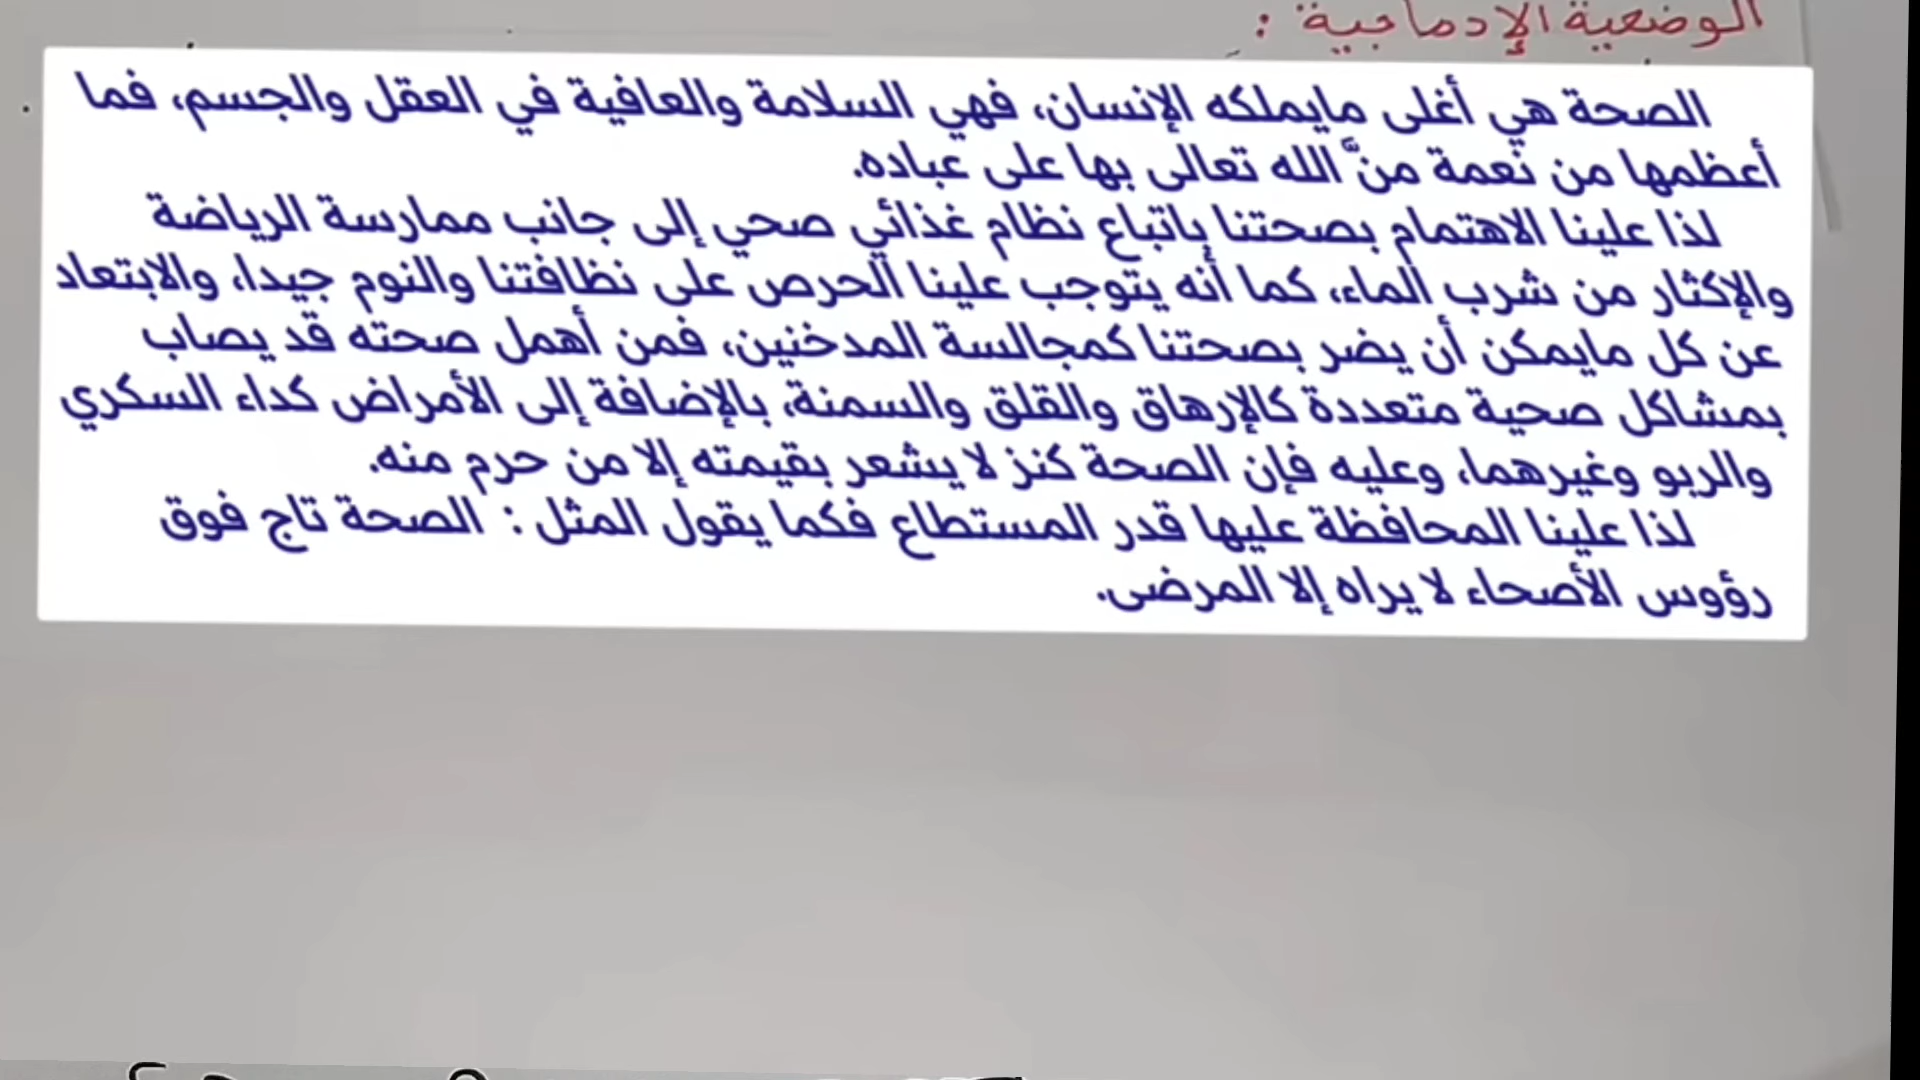 الوضعية الإدماجية :
الصحة هي أغلى مايملكه الإنسان، فهي السلامة والعافية في العقل والجسم، فما
أعظمها من نعمة منَّ الله تعالى بها على عباده.
لذا علينا الاهتمام بصحتنا بإتباع نظام غذائي صحي إلى جانب ممارسة الرياضة
والإكثار من شرب الماء، كما أنه يتوجب علينا الحرص على نظافتنا والنوم جيدا، والابتعاد
عن كل مايمكن أن يضر بصحتنا كمجالسة المدخنين، فمن أهمل صحته قد يصاب
بمشاكل صحية متعددة كالإرهاق والقلق والسمنة، بالإضافة إلى الأمراض كداء السكري
والربو وغيرهما، وعليه فإن الصحة كنز لا يشعر بقيمته إلا من حرم منه.
لذا علينا المحافظة عليها قدر المستطاع فكما يقول المثل : الصحة تاج فوق
رؤوس الأصحاء لا يراه إلا المرضى.